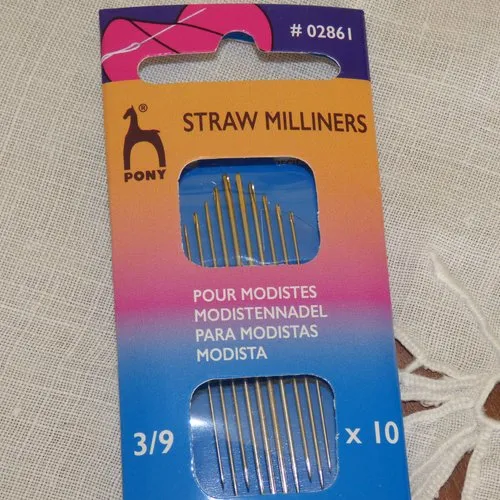 # 02861
®
PONY
STRAW MILLINERS
POUR MODISTES
MODISTENNADEL
PARA MODISTAS
MODISTA
3/9 x 10